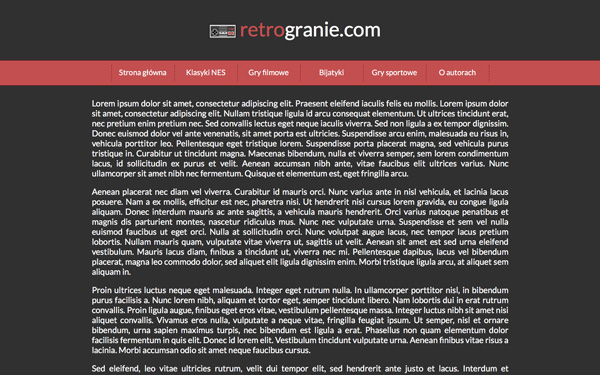 retrogranie.com
Strona główna Klasyki NES Gry filmowe Bijatyki Gry sportowe O autorach
Lorem ipsum dolor sit amet, consectetur adipiscing elit. Praesent eleifend iaculis felis eu mollis. Lorem ipsum
dolor sit amet, consectetur adipiscing elit. Nullam tristique ligula id arcu consequat elementum. Ut ultrices tincidunt erat,
nec pretium enim pretium nec. Sed convallis lectus eget neque iaculis viverra. Sed non ligula a ex tempor dignissim.
Donec euismod dolor vel ante venenatis, sit amet porta est ultricies. Suspendisse arcu enim, malesuada eu risus in,
vehicula porttitor leo. Pellentesque eget tristique lorem. Suspendisse porta placerat magna, sed vehicula purus
tristique in. Curabitur ut tincidunt magna. Maecenas bibendum, nulla et viverra semper, sem lorem condimentum
lacus, id sollicitudin ex purus et velit. Aenean accumsan nibh ante, vitae faucibus elit ultrices varius. Nunc
ullamcorper sit amet nibh nec fermentum. Quisque et elementum est, eget fringilla arcu.
Aenean placerat nec diam vel viverra. Curabitur id mauris orci. Nunc varius ante in nisl vehicula, et lacinia lacus
posuere. Nam a ex mollis, efficitur est nec, pharetra nisi. Ut hendrerit nisi cursus lorem gravida, eu congue ligula
aliquam. Donec interdum mauris ac ante sagittis, a vehicula mauris hendrerit. Orci varius natoque penatibus et
magnis dis parturient montes, nascetur ridiculus mus. Nunc nec vulputate urna. Suspendisse et sem vel nulla
euismod faucibus ut eget orci. Nulla at sollicitudin orci. Nunc volutpat augue lacus, nec tempor lacus pretium
lobortis. Nullam mauris quam, vulputate vitae viverra ut, sagittis ut velit. Aenean sit amet est sed urna eleifend
vestibulum. Mauris lacus diam, finibus a tincidunt ut, viverra nec mi. Pellentesque dapibus, lacus vel bibendum
placerat, magna leo commodo dolor, sed aliquet elit ligula dignissim enim. Morbi tristique ligula arcu, at aliquet sem
aliquam in.
Proin ultrices luctus neque eget malesuada. Integer eget rutrum nulla. In ullamcorper porttitor nisl, in bibendum
purus facilisis a. Nunc lorem nibh, aliquam et tortor eget, semper tincidunt libero. Nam lobortis dui in erat rutrum
convallis. Proin ligula augue, finibus eget eros vitae, vestibulum pellentesque massa. Integer luctus nibh sit amet nisi
aliquet convallis. Vivamus eros nulla, vulputate a neque vitae, fringilla feugiat ipsum. Ut semper, nisl et ornare
bibendum, urna sapien maximus turpis, nec bibendum est ligula a erat. Phasellus non quam elementum dolor
facilisis fermentum in quis elit. Donec id lorem elit. Vestibulum tincidunt vulputate urna. Aenean finibus vitae risus a
lacinia. Morbi accumsan odio sit amet neque faucibus cursus.
Sed eleifend, leo vitae ultricies rutrum, velit dui tempor elit, sed hendrerit ante justo et lacus. Interdum et